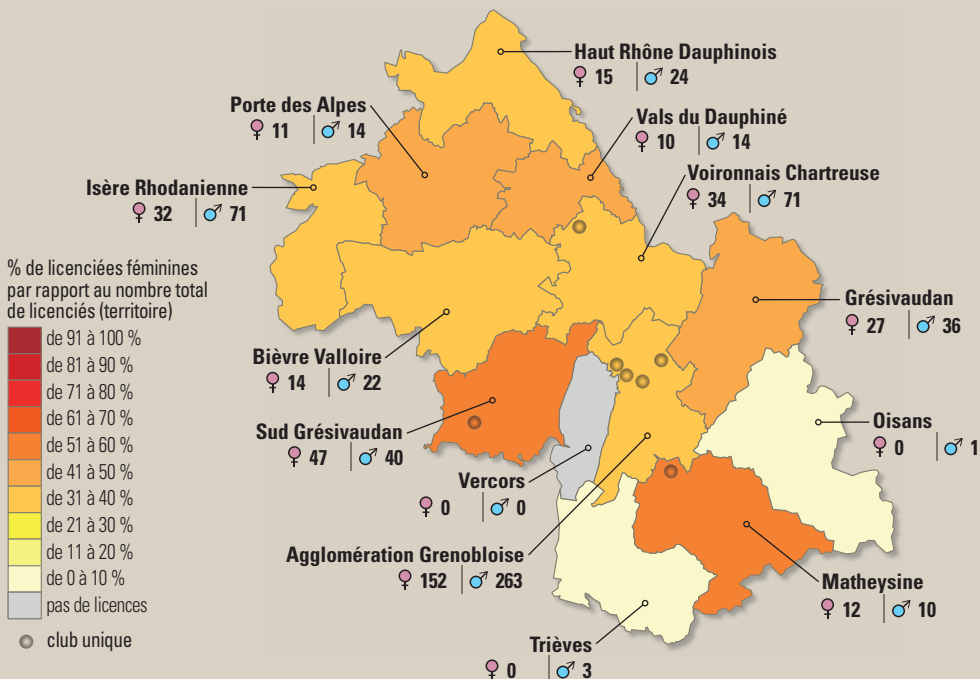 Haut Rhône Dauphinois
♀ 15 | ♂ 24
Porte des Alpes
♀ 11 | ♂ 14
Vals du Dauphiné
♀ 10 | ♂ 14
Isère Rhodanienne
♀ 32 | ♂ 71
Voironnais Chartreuse
♀ 34 | ♂ 71
% de licenciées féminines
par rapport au nombre total
de licenciés (territoire)
de 91 à 100 %
de 81 à 90 %
de 71 à 80 %
de 61 à 70 %
de 51 à 60 %
de 41 à 50 %
de 31 à 40 %
de 21 à 30 %
de 11 à 20 %
de 0 à 10 %
pas de licences
club unique
Grésivaudan
♀ 27 | ♂ 36
Bièvre Valloire
♀ 14 | ♂ 22
Sud Grésivaudan
♀ 47 | ♂ 40
Oisans
♀ 0 | ♂ 1
Vercors
♀ 0 | ♂ 0
Agglomération Grenobloise
♀ 152 | ♂ 263
Matheysine
♀ 12 | ♂ 10
Trièves
♀ 0 | ♂ 3